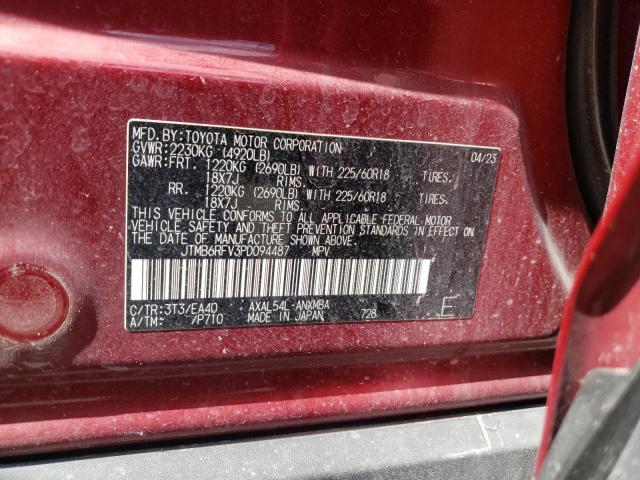 MFD. BY: TOYOTA MOTOR CORPORATION 04/23
GVWR: 2230KG (4920LB)
GAWR: FRT. 1220KG (2690LB) WITH 225/60R18 TIRES.
18X7J RIMS.
RR. 1220KG (2690LB) WITH 225/60R18 TIRES.
18X7J RIMS.
THIS VEHICLE CONFORMS TO ALL APPLICABLE FEDERAL MOTOR
VEHICLE SAFETY AND THEFT PREVENTION STANDARDS IN EFFECT
ON THE DATE OF MANUFACTURE SHOWN ABOVE.
JTMB6RFV3PD094487 MPV
C/TR: 3T3/EA40 AXAL54L-ANXMBA E
A/TM: /P710 MADE IN JAPAN 728